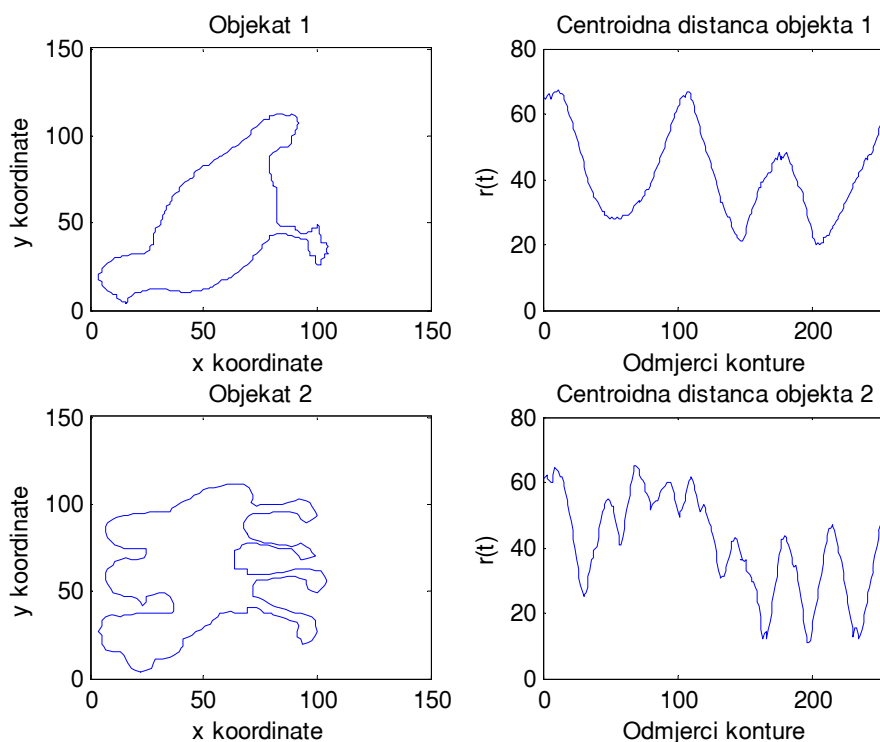 Objekat 1
150
100
50
0
0 50 100 150
y koordinate
x koordinate
Centroidna distanca objekta 1
80
60
40
20
0
0 100 200
r(t)
Odmjerci konture
Objekat 2
150
100
50
0
0 50 100 150
y koordinate
x koordinate
Centroidna distanca objekta 2
80
60
40
20
0
0 100 200
r(t)
Odmjerci konture